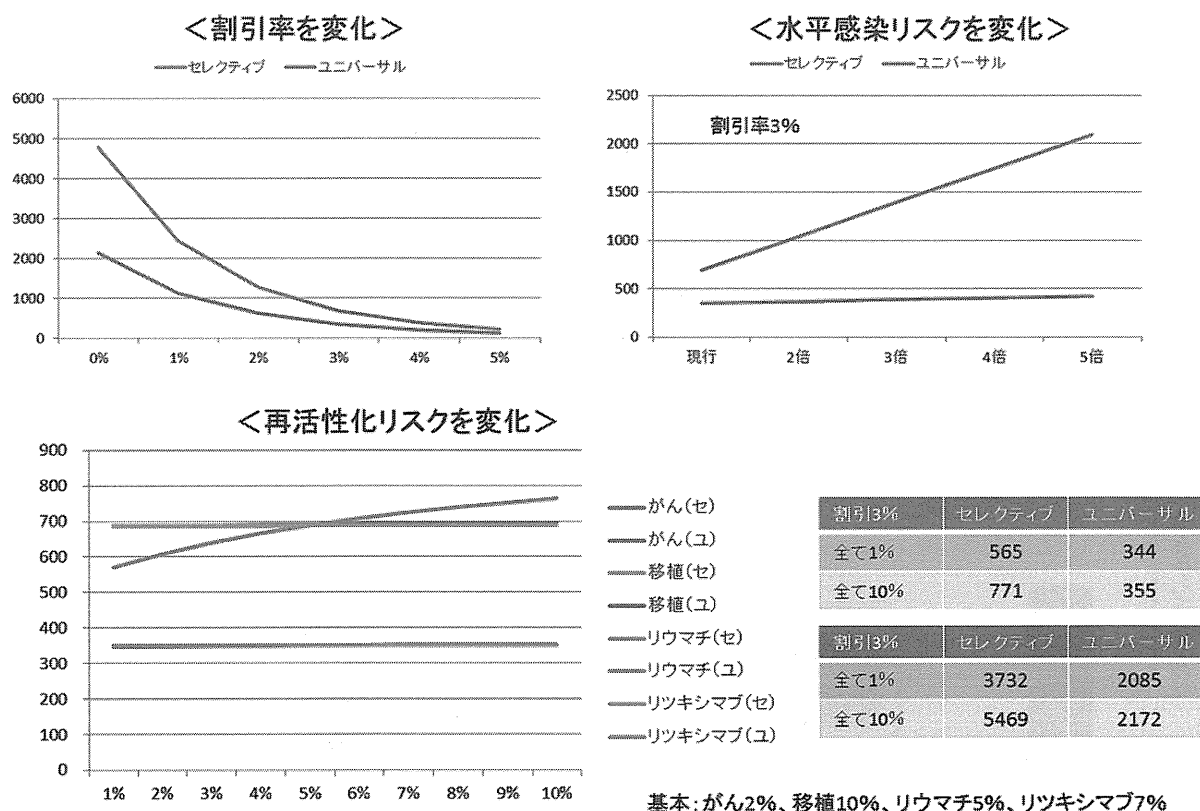 ＜割引率を変化＞
セレクティブ ユニバーサル
6000
5000
4000
3000
2000
1000
0
0% 1% 2% 3% 4% 5%
＜水平感染リスクを変化＞
セレクティブ ユニバーサル
2500
割引率3%
2000
1500
1000
500
0
現行 2倍 3倍 4倍 5倍
＜再活性化リスクを変化＞
900
800
700
600
500
400
300
200
100
0
1% 2% 3% 4% 5% 6% 7% 8% 9% 10%
がん(セ)
がん(ユ)
移植(セ)
移植(ユ)
リウマチ(セ)
リウマチ(ユ)
リツキシマブ(セ)
リツキシマブ(ユ)
割引3% セレクティブ ユニバーサル
全て1% 565 344
全て10% 771 355
割引3% セレクティブ ユニバーサル
全て1% 3732 2085
全て10% 5469 2172
基本：がん2%、移植10%、リウマチ5%、リツキシマブ7%